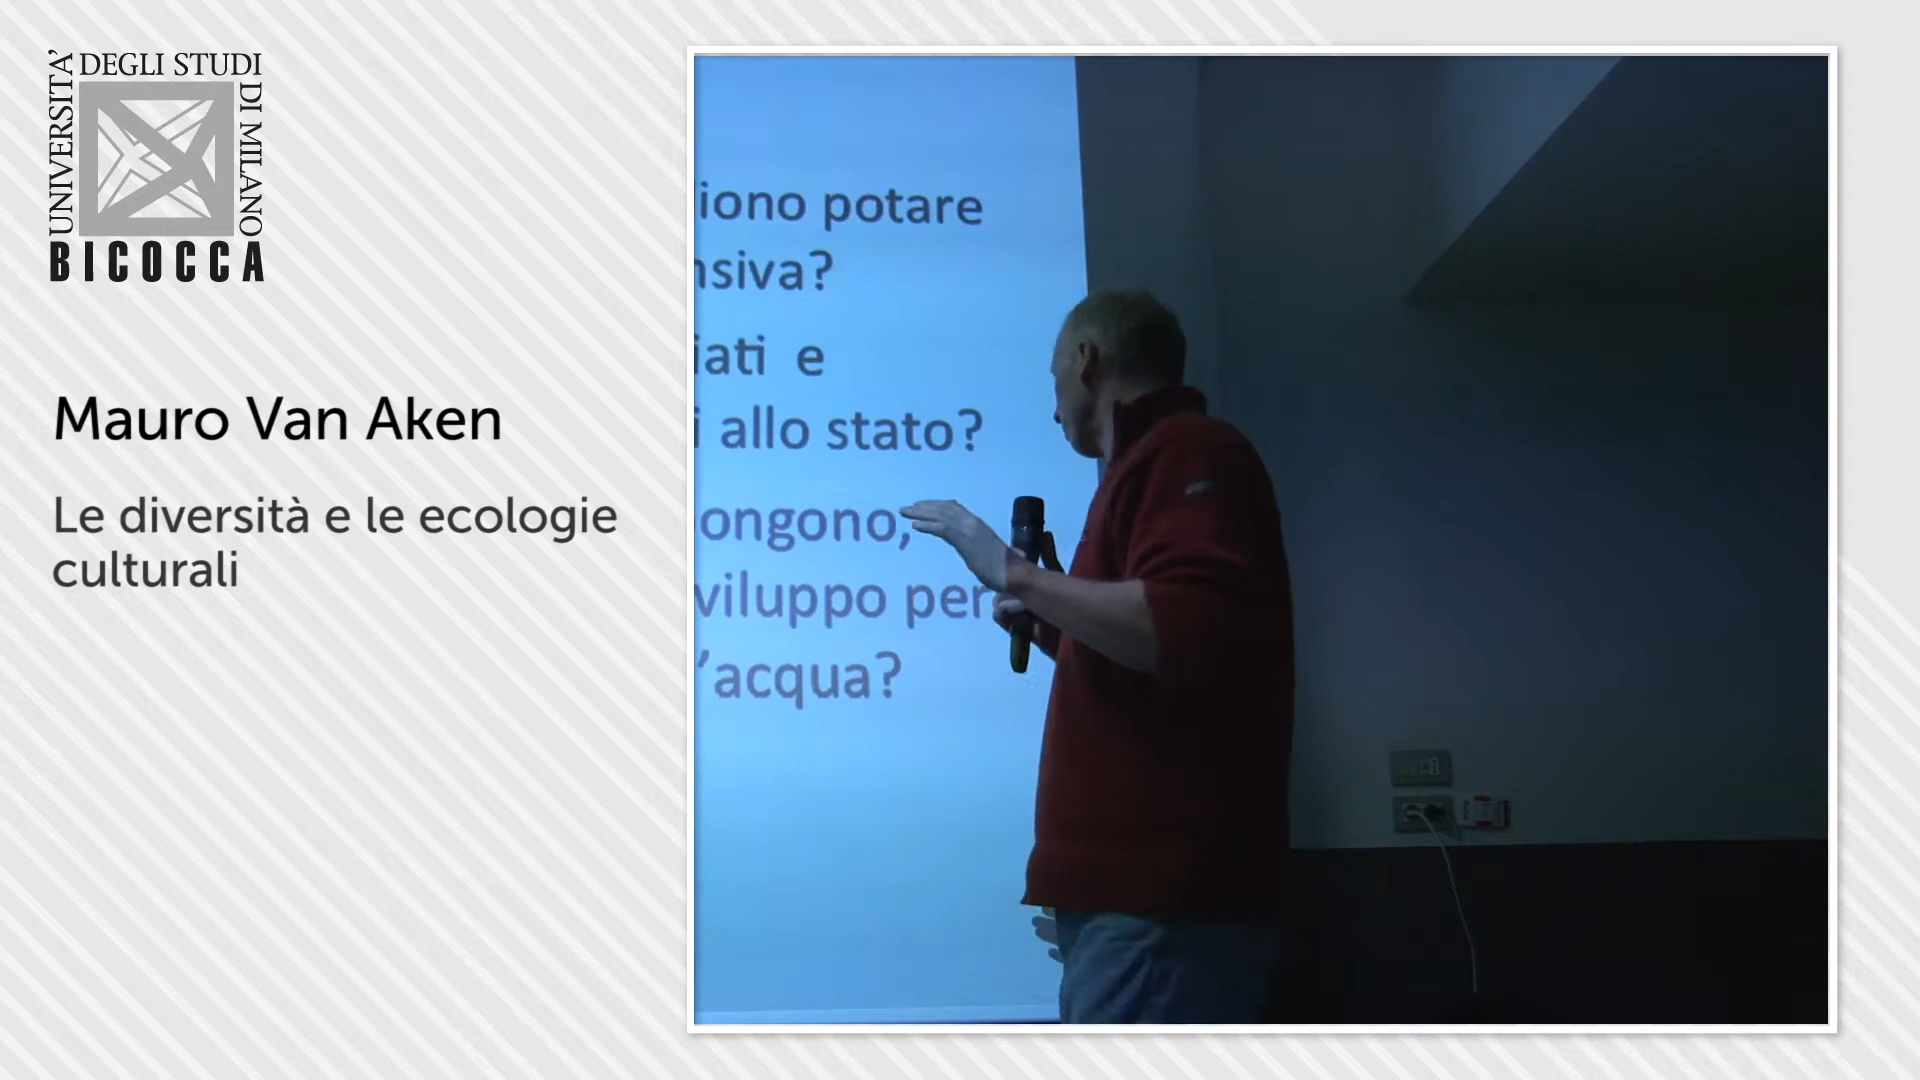 UNIVERSITA’
DEGLI STUDI
DI MILANO
BICOCCA
Mauro Van Aken
Le diversità e le ecologie
culturali
iono potare
nsiva?
iati e
i allo stato?
ongono,
viluppo per
’acqua?